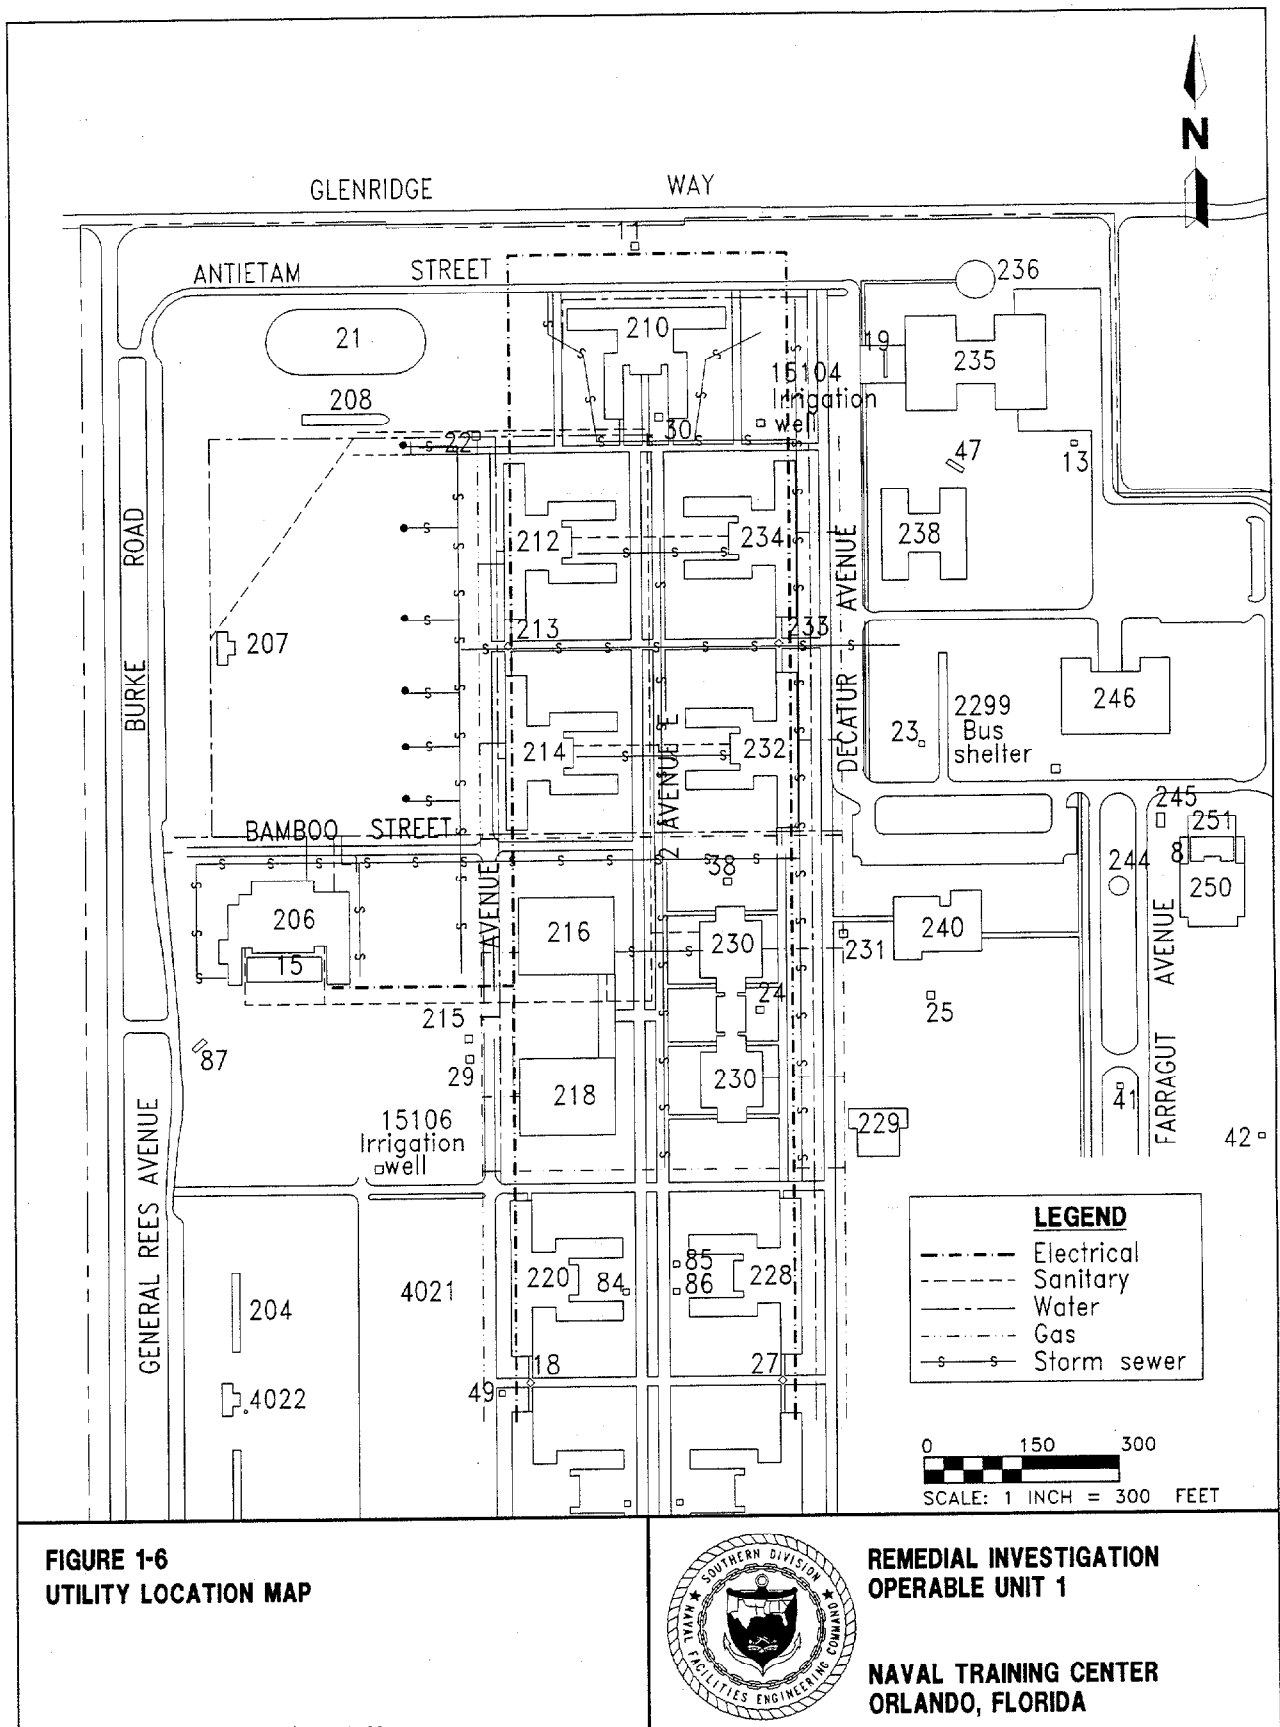 N
GLENRIDGE WAY
11
ANTIETAM STREET
236
21
210
19
235
15104
Irrigation
well
208
30
22
47
13
BURKE ROAD
212
234
238
DECATUR AVENUE
213
233
207
2299
Bus
shelter
246
23
214
232
2 AVENUE E
BAMBOO STREET
245
251
8
244
250
38
AVENUE
206
216
230
240
231
15
24
25
215
FARRAGUT AVENUE
87
29
218
230
41
15106
Irrigation
well
229
42
GENERAL REES AVENUE
LEGEND
Electrical
Sanitary
Water
Gas
Storm sewer
S S
85
220
84
86
228
4021
204
18
27
49
4022
0 150 300
SCALE: 1 INCH = 300 FEET
FIGURE 1-6
UTILITY LOCATION MAP
SOUTHERN DIVISION
NAVAL FACILITIES ENGINEERING COMMAND
REMEDIAL INVESTIGATION
OPERABLE UNIT 1
NAVAL TRAINING CENTER
ORLANDO, FLORIDA